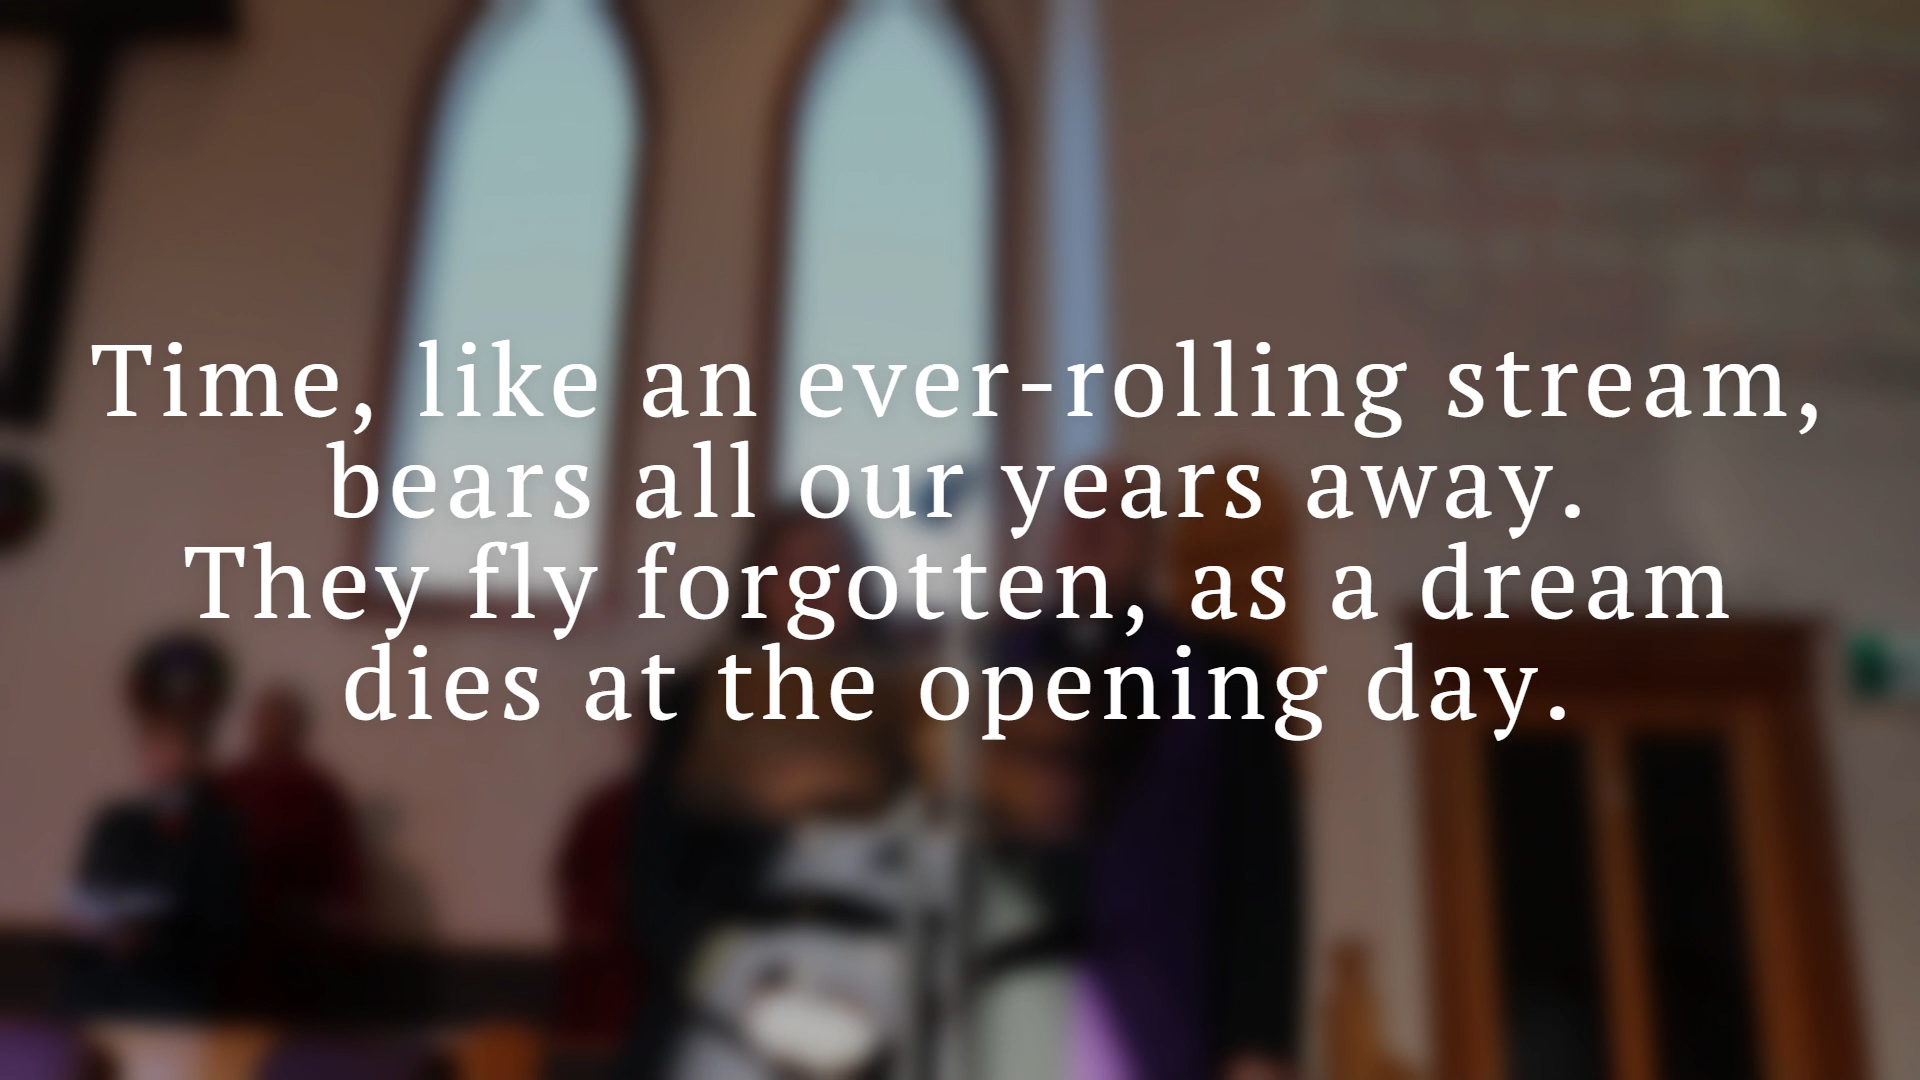 Time, like an ever-rolling stream,
bears all our years away.
They fly forgotten, as a dream
dies at the opening day.